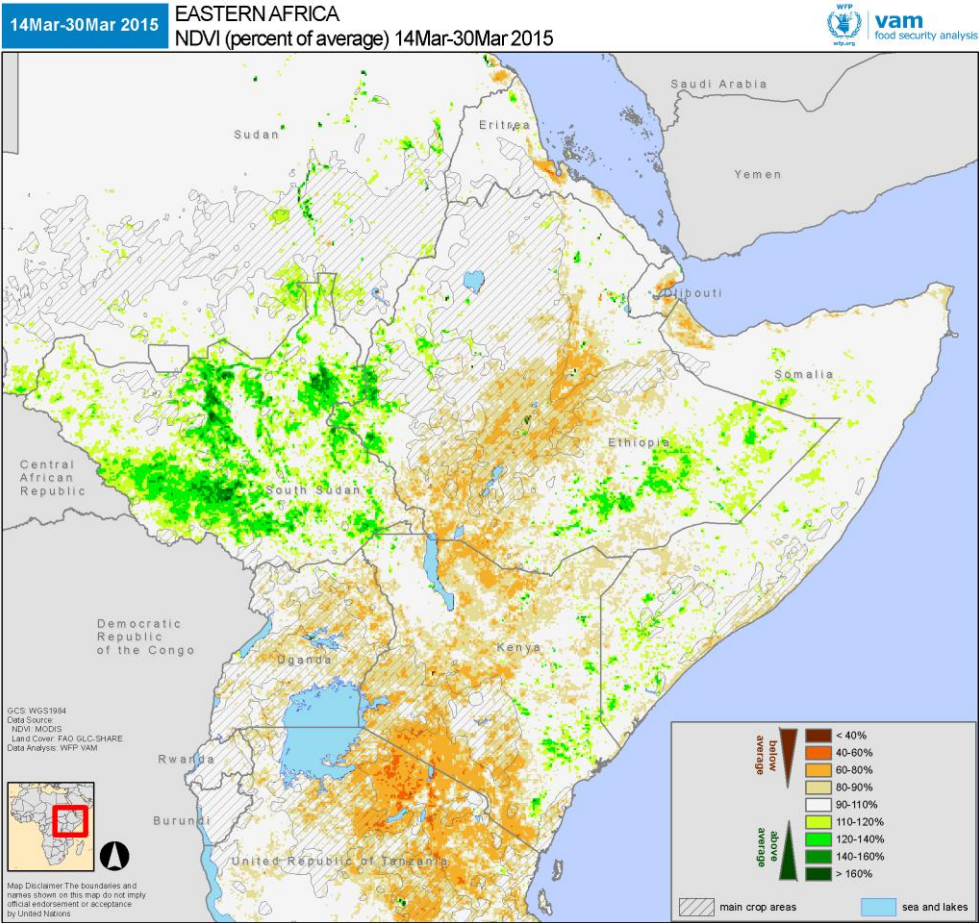 14Mar-30Mar 2015
EASTERN AFRICA
NDVI (percent of average) 14Mar-30Mar 2015
WFP
wfp.org
vam
food security analysis
Saudi Arabia
Sudan
Eritrea
Yemen
Djibouti
Somalia
Ethiopia
Central
African
Republic
South Sudan
Democratic
Republic
of the Congo
Uganda
Kenya
GCS: WGS1984
Data Source:
NDVI: MODIS
Land Cover: FAO GLC-SHARE
Data Analysis: WFP VAM
Rwanda
Burundi
United Republic of Tanzania
Map Disclaimer:The boundaries and
names shown on this map do not imply
official endorsement or acceptance
by United Nations
below
average
above
average
< 40%
40-60%
60-80%
80-90%
90-110%
110-120%
120-140%
140-160%
> 160%
main crop areas
sea and lakes